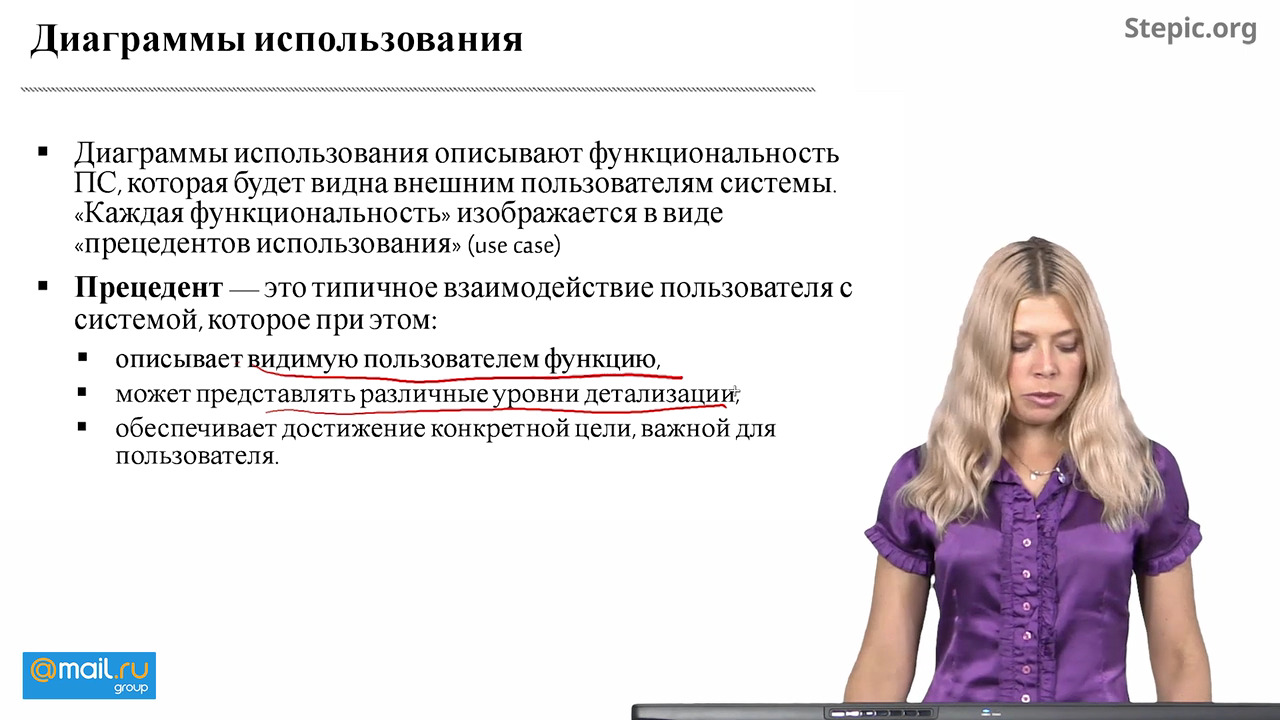 Диаграммы использования
Stepic.org
Диаграммы использования описывают функциональность
ПС, которая будет видна внешним пользователям системы.
«Каждая функциональность» изображается в виде
«прецедентов использования» (use case)
Прецедент — это типичное взаимодействие пользователя с
системой, которое при этом:
описывает видимую пользователем функцию,
может представлять различные уровни детализации,
обеспечивает достижение конкретной цели, важной для
пользователя.
@mail.ru
group